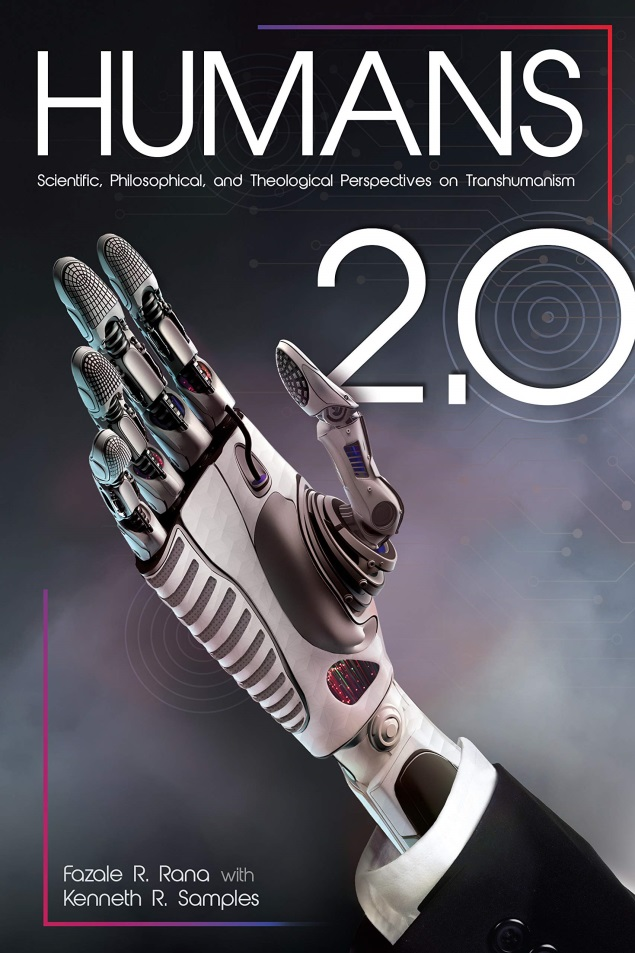 HUMANS
Scientific, Philosophical, and Theological Perspectives on Transhumanism
2.0
Fazale R. Rana with
Kenneth R. Samples